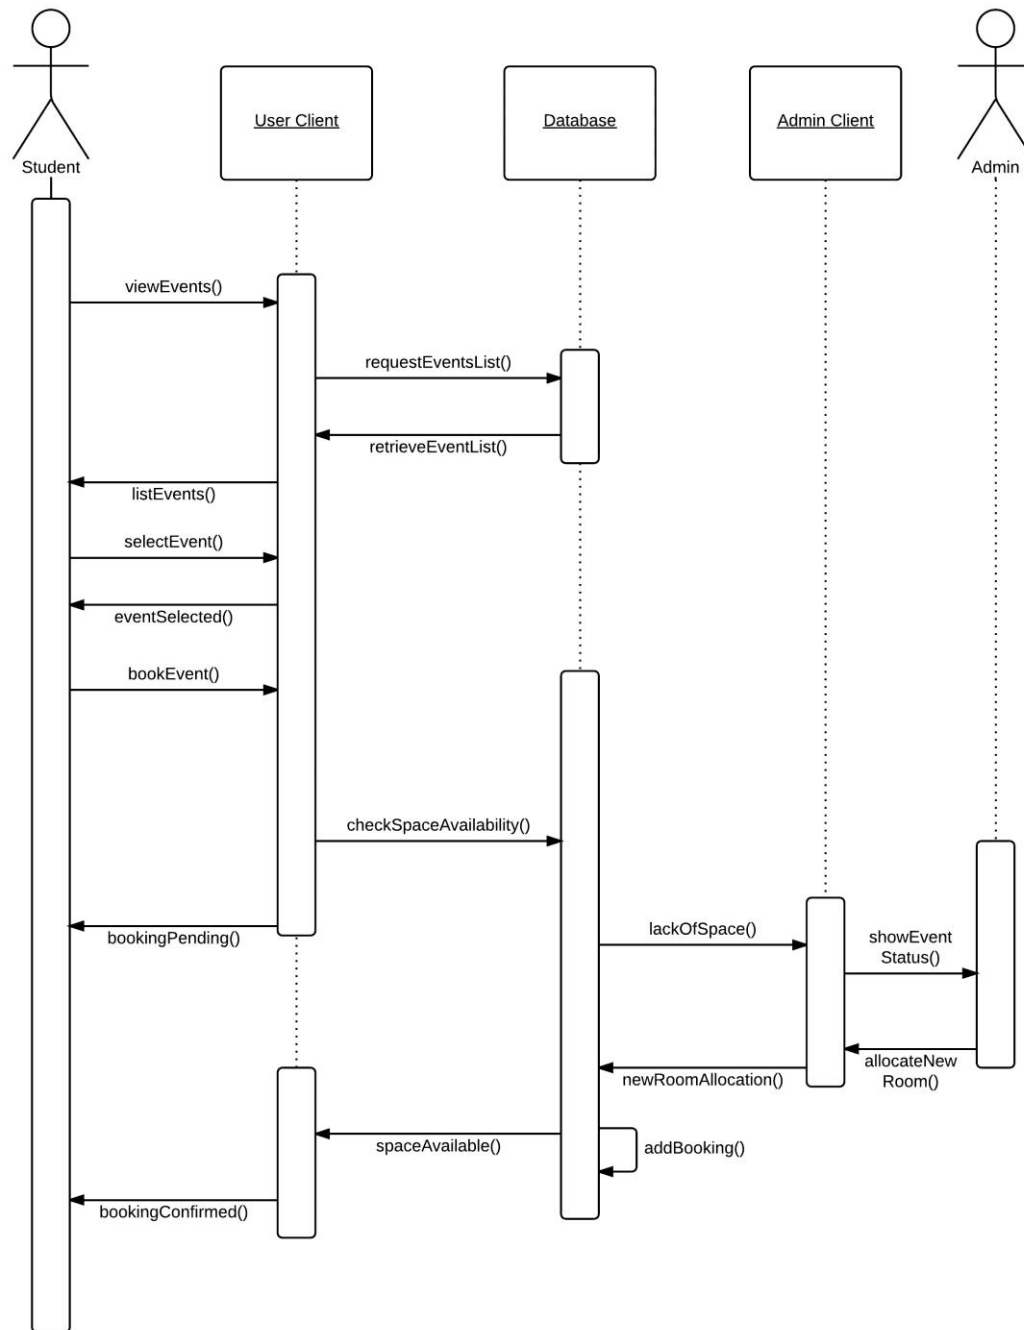 Student
User Client
Database
Admin Client
Admin
viewEvents()
requestEventsList()
retrieveEventList()
listEvents()
selectEvent()
eventSelected()
bookEvent()
checkSpaceAvailability()
bookingPending()
lackOfSpace()
showEvent
Status()
allocateNew
Room()
newRoomAllocation()
spaceAvailable()
addBooking()
bookingConfirmed()